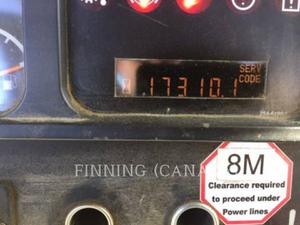 SERV
CODE
17310.1
FINNING (CANA
8M
Clearance required
to proceed under
Power lines